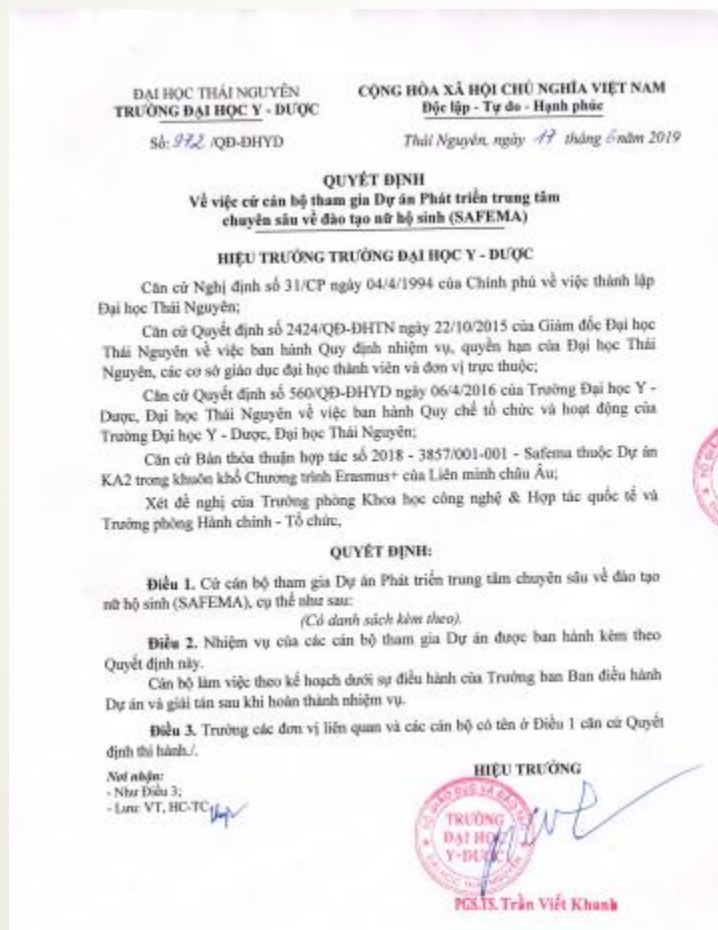 ĐẠI HỌC THÁI NGUYÊN
TRƯỜNG ĐẠI HỌC Y - DƯỢC
Số: 972 /QĐ-ĐHYD
CỘNG HÒA XÃ HỘI CHỦ NGHĨA VIỆT NAM
Độc lập - Tự do - Hạnh phúc
Thái Nguyên, ngày 17 tháng 6 năm 2019
QUYẾT ĐỊNH
Về việc cử cán bộ tham gia Dự án Phát triển trung tâm
chuyên sâu về đào tạo nữ hộ sinh (SAFEMA)
HIỆU TRƯỞNG TRƯỜNG ĐẠI HỌC Y - DƯỢC
Căn cứ Nghị định số 31/CP ngày 04/4/1994 của Chính phủ về việc thành lập
Đại học Thái Nguyên;
Căn cứ Quyết định số 2424/QĐ-ĐHTN ngày 22/10/2015 của Giám đốc Đại học
Thái Nguyên về việc ban hành Quy định nhiệm vụ, quyền hạn của Đại học Thái
Nguyên, các cơ sở giáo dục đại học thành viên và đơn vị trực thuộc;
Căn cứ Quyết định số 560/QĐ-ĐHYD ngày 06/4/2016 của Trường Đại học Y -
Dược, Đại học Thái Nguyên về việc ban hành Quy chế tổ chức và hoạt động của
Trường Đại học Y - Dược, Đại học Thái Nguyên;
Căn cứ Bản thỏa thuận hợp tác số 2018 - 3857/001-001 - Safema thuộc Dự án
KA2 trong khuôn khổ Chương trình Erasmus+ của Liên minh châu Âu;
Xét đề nghị của Trưởng phòng Khoa học công nghệ & Hợp tác quốc tế và
Trưởng phòng Hành chính - Tổ chức,
QUYẾT ĐỊNH:
Điều 1. Cử cán bộ tham gia Dự án Phát triển trung tâm chuyên sâu về đào tạo
nữ hộ sinh (SAFEMA), cụ thể như sau:
(Có danh sách kèm theo).
Điều 2. Nhiệm vụ của các cán bộ tham gia Dự án được ban hành kèm theo
Quyết định này.
Cán bộ làm việc theo kế hoạch dưới sự điều hành của Trưởng ban Ban điều hành
Dự án và giải tán sau khi hoàn thành nhiệm vụ.
Điều 3. Trưởng các đơn vị liên quan và các cán bộ có tên ở Điều 1 căn cứ Quyết
định thi hành./.
Nơi nhận:
- Như Điều 3;
- Lưu: VT, HC-TC
HIỆU TRƯỞNG
TRƯỜNG
ĐẠI HỌC
Y-DƯỢC
PGS.TS. Trần Viết Khanh